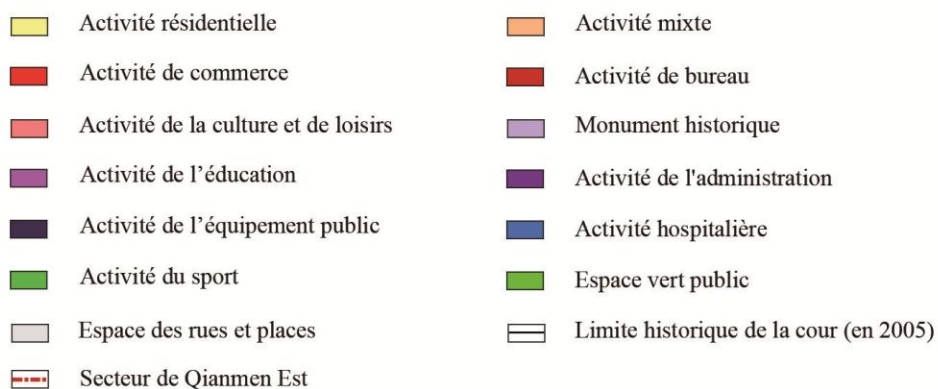 Activité résidentielle
Activité mixte
Activité de commerce
Activité de bureau
Activité de la culture et de loisirs
Monument historique
Activité de l’éducation
Activité de l'administration
Activité de l’équipement public
Activité hospitalière
Activité du sport
Espace vert public
Espace des rues et places
Limite historique de la cour (en 2005)
Secteur de Qianmen Est